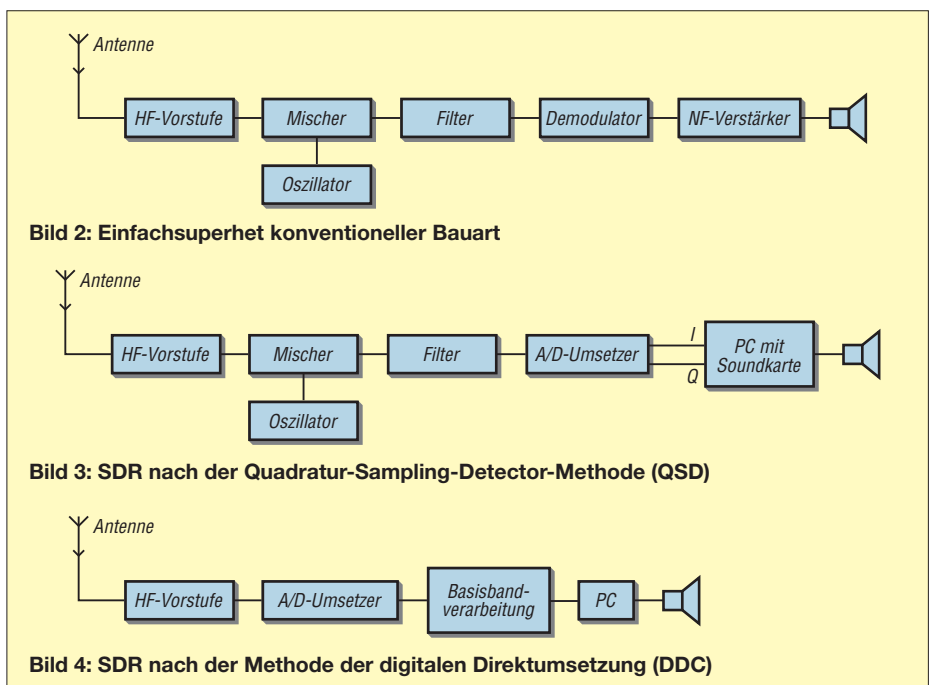 Antenne
HF-Vorstufe Mischer Filter Demodulator NF-Verstärker
Oszillator
Bild 2: Einfachsuperhet konventioneller Bauart
Antenne
HF-Vorstufe Mischer Filter A/D-Umsetzer I Q PC mit
Soundkarte
Oszillator
Bild 3: SDR nach der Quadratur-Sampling-Detector-Methode (QSD)
Antenne
HF-Vorstufe A/D-Umsetzer Basisband-
verarbeitung PC
Bild 4: SDR nach der Methode der digitalen Direktumsetzung (DDC)